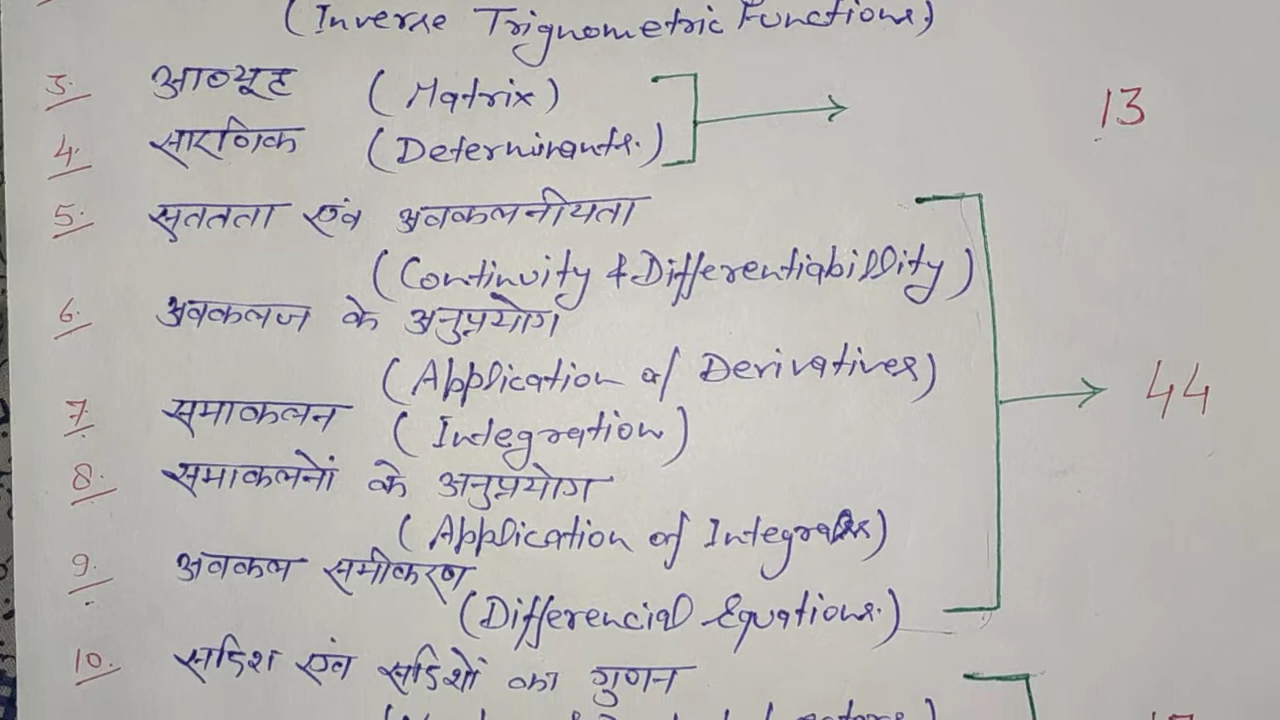 (Inverse Trignometric Functions)
3. आव्यूह (Matrix)
13
4. सारणिक (Determinants.)
5. सततता एवं अवकलनीयता
(Continuity & Differentiability)
6. अवकलज के अनुप्रयोग
(Application of Derivatives)
44
7. समाकलन (Integration)
8. समाकलनों के अनुप्रयोग
(Application of Integrals)
9. अवकल समीकरण
(Differencial Equations.)
10. सदिश एवं सदिशों का गुणन